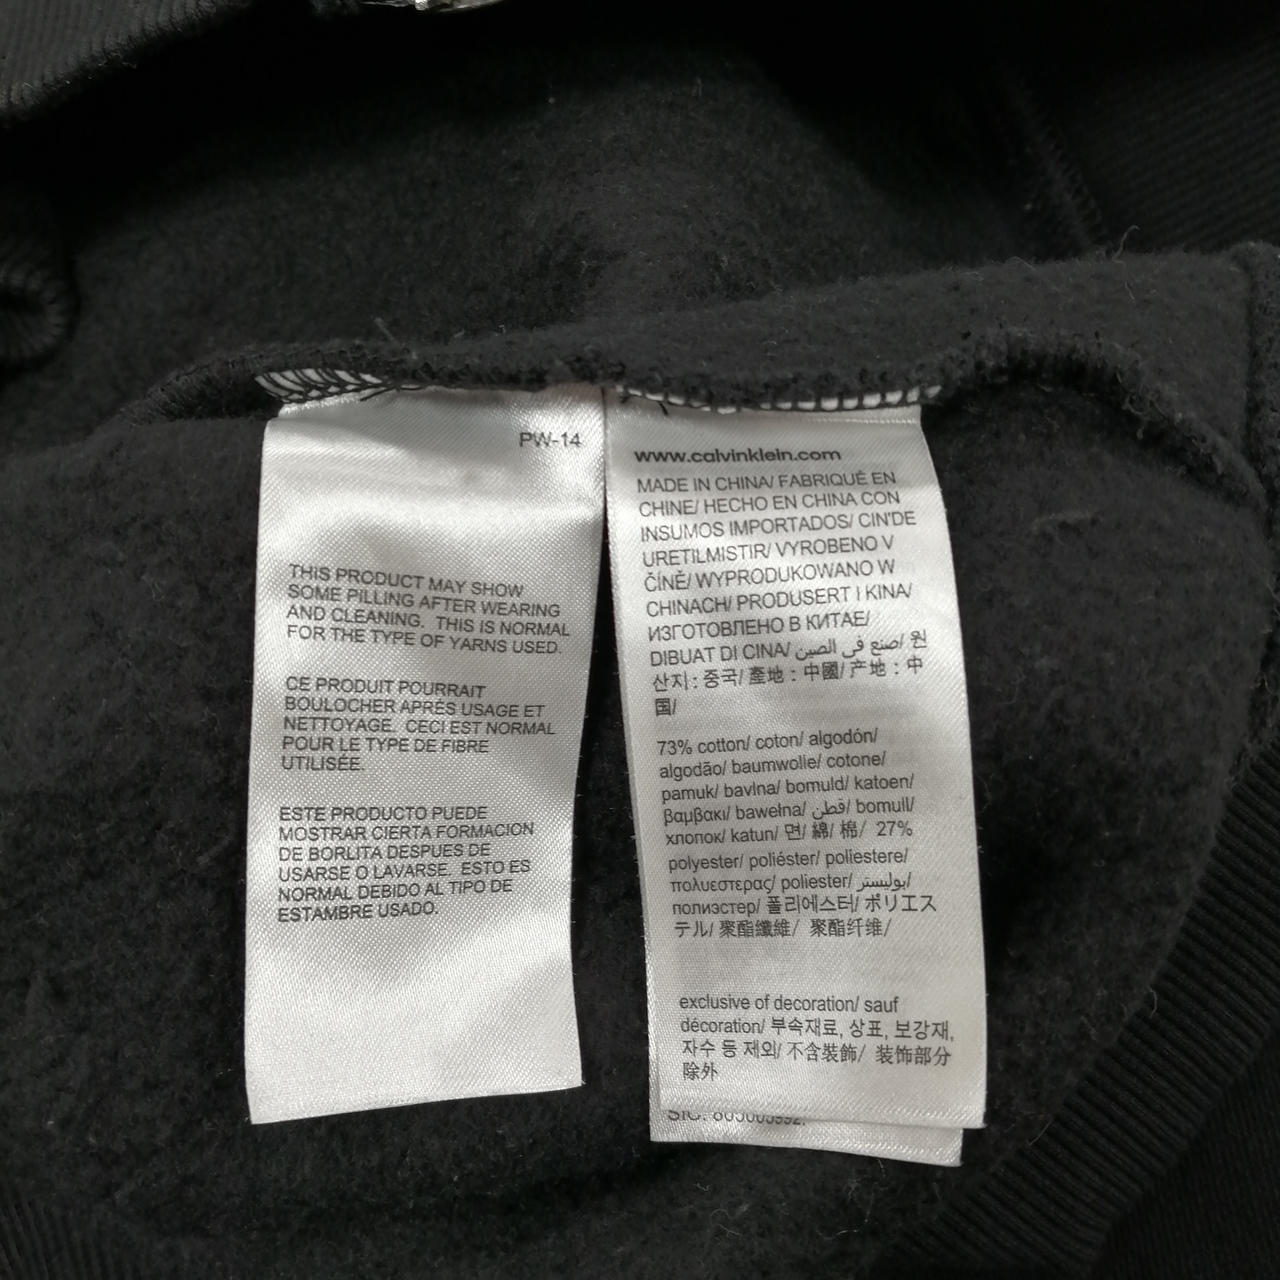 PW-14
THIS PRODUCT MAY SHOW
SOME PILLING AFTER WEARING
AND CLEANING. THIS IS NORMAL
FOR THE TYPE OF YARNS USED.
CE PRODUIT POURRAIT
BOULOCHER APRÉS USAGE ET
NETTOYAGE. CECI EST NORMAL
POUR LE TYPE DE FIBRE
UTILISÉE.
ESTE PRODUCTO PUEDE
MOSTRAR CIERTA FORMACION
DE BORLITA DESPUES DE
USARSE O LAVARSE. ESTO ES
NORMAL DEBIDO AL TIPO DE
ESTAMBRE USADO.
www.calvinklein.com
MADE IN CHINA/ FABRIQUÉ EN
CHINE/ HECHO EN CHINA CON
INSUMOS IMPORTADOS/ CIN'DE
URETILMISTIR/ VYROBENO V
ČÍNĚ/ WYPRODUKOWANO W
CHINACH/ PRODUSERT I KINA/
ИЗГОТОВЛЕНО В КИТАЕ/
DIBUAT DI CINA/ صنع في الصين/ 원
산지 : 중국/ 產地 : 中國/ 产地 : 中
国/
73% cotton/ coton/ algodón/
algodão/ baumwolle/ cotone/
pamuk/ bavlna/ bomuld/ katoen/
βαμβακι/ bawełna/ قطن/ bomull/
хлопок/ katun/ 면/ 綿/ 棉/ 27%
polyester/ poliéster/ poliestere/
πολυεστερας/ poliester/ بوليستر/
полиэстер/ 폴리에스터/ ポリエス
テル/ 聚酯纖維/ 聚酯纤维/
exclusive of decoration/ sauf
décoration/ 부속재료, 상표, 보강재,
자수 등 제외/ 不含裝飾/ 装饰部分
除外